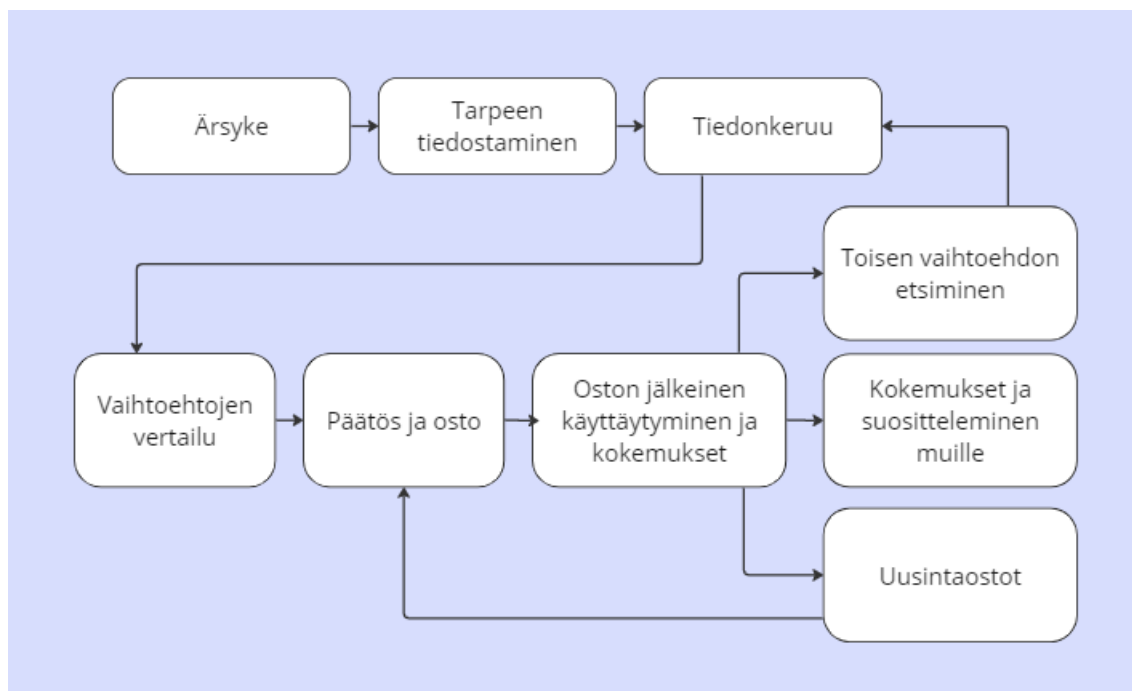 Ärsyke
Tarpeen
tiedostaminen
Tiedonkeruu
Toisen vaihtoehdon
etsiminen
Vaihtoehtojen
vertailu
Päätös ja osto
Oston jälkeinen
käyttäytyminen ja
kokemukset
Kokemukset ja
suositteleminen
muille
Uusintaostot